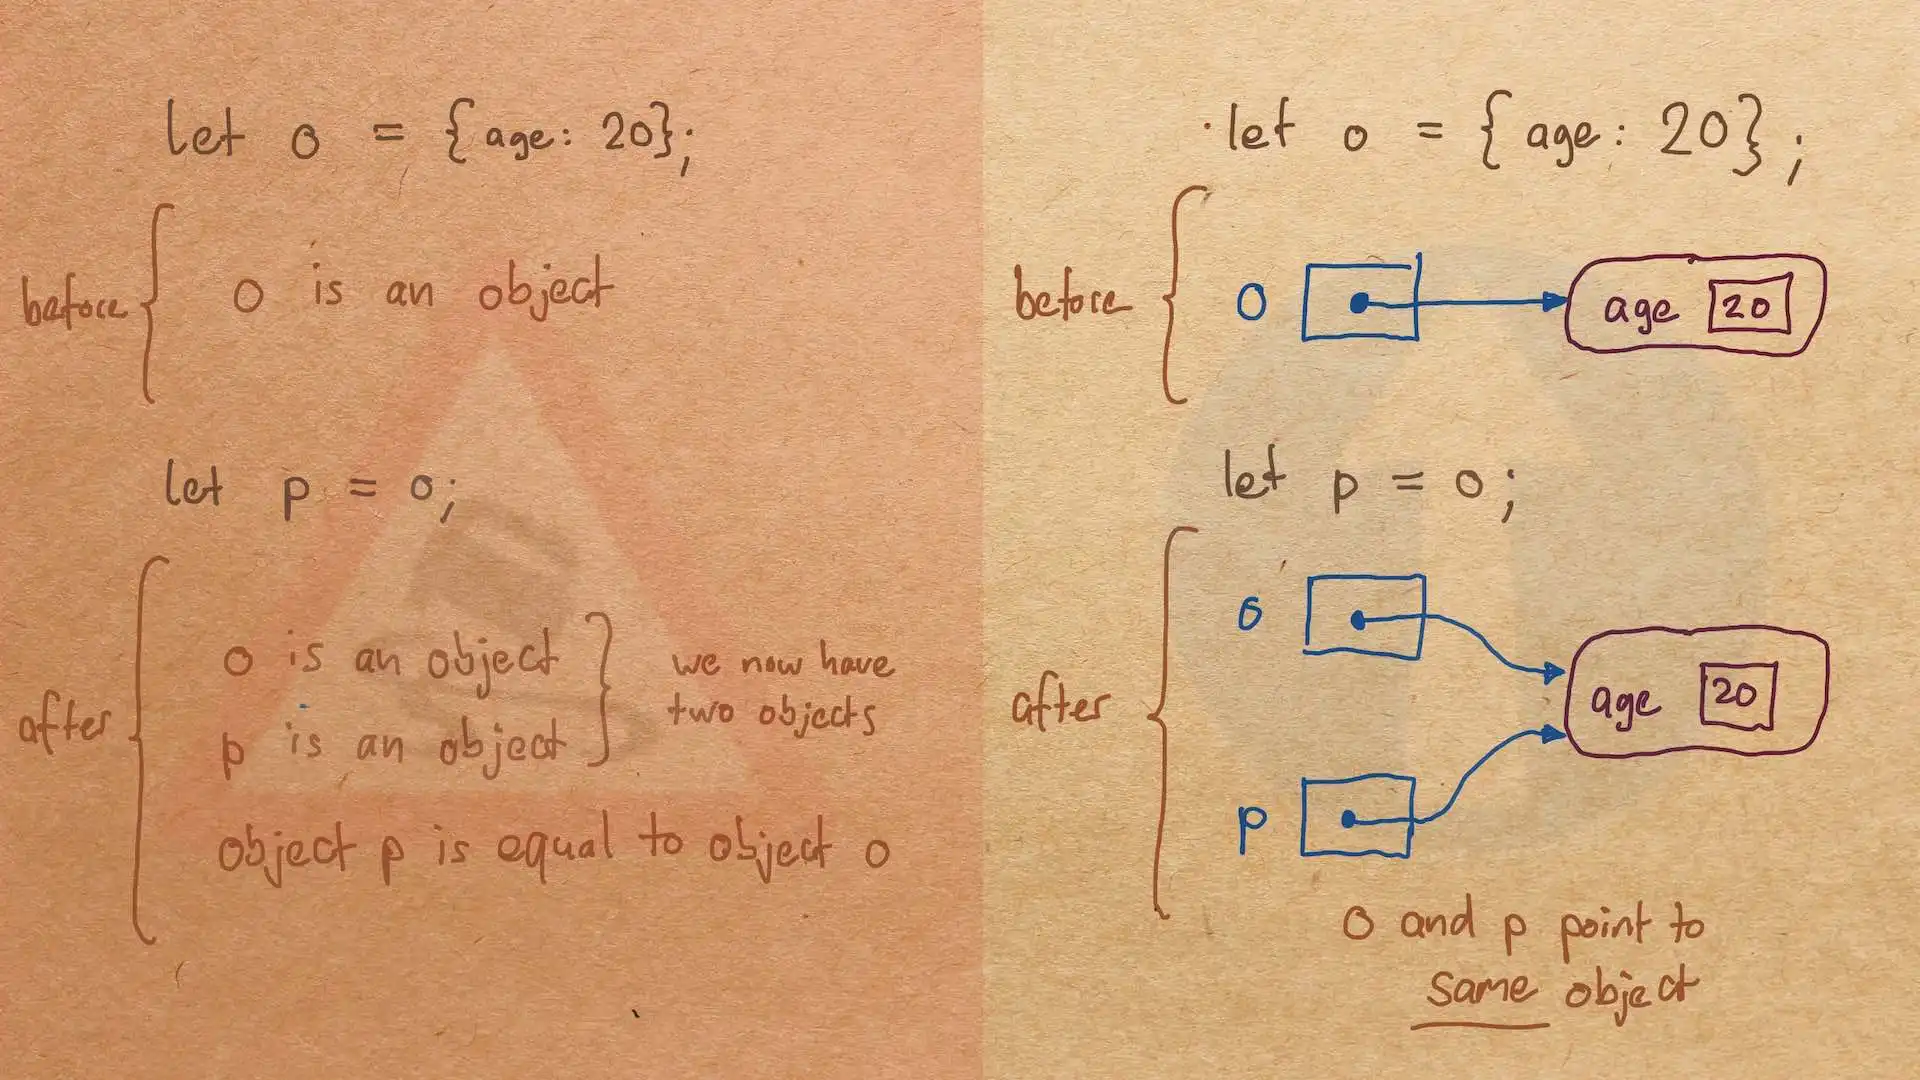 let o = {age: 20};
before
o is an object
let p = o;
after
o is an object
p is an object
we now have
two objects
object p is equal to object o
let o = {age: 20};
before
o
age 20
let p = o;
after
o
age 20
p
o and p point to
same object